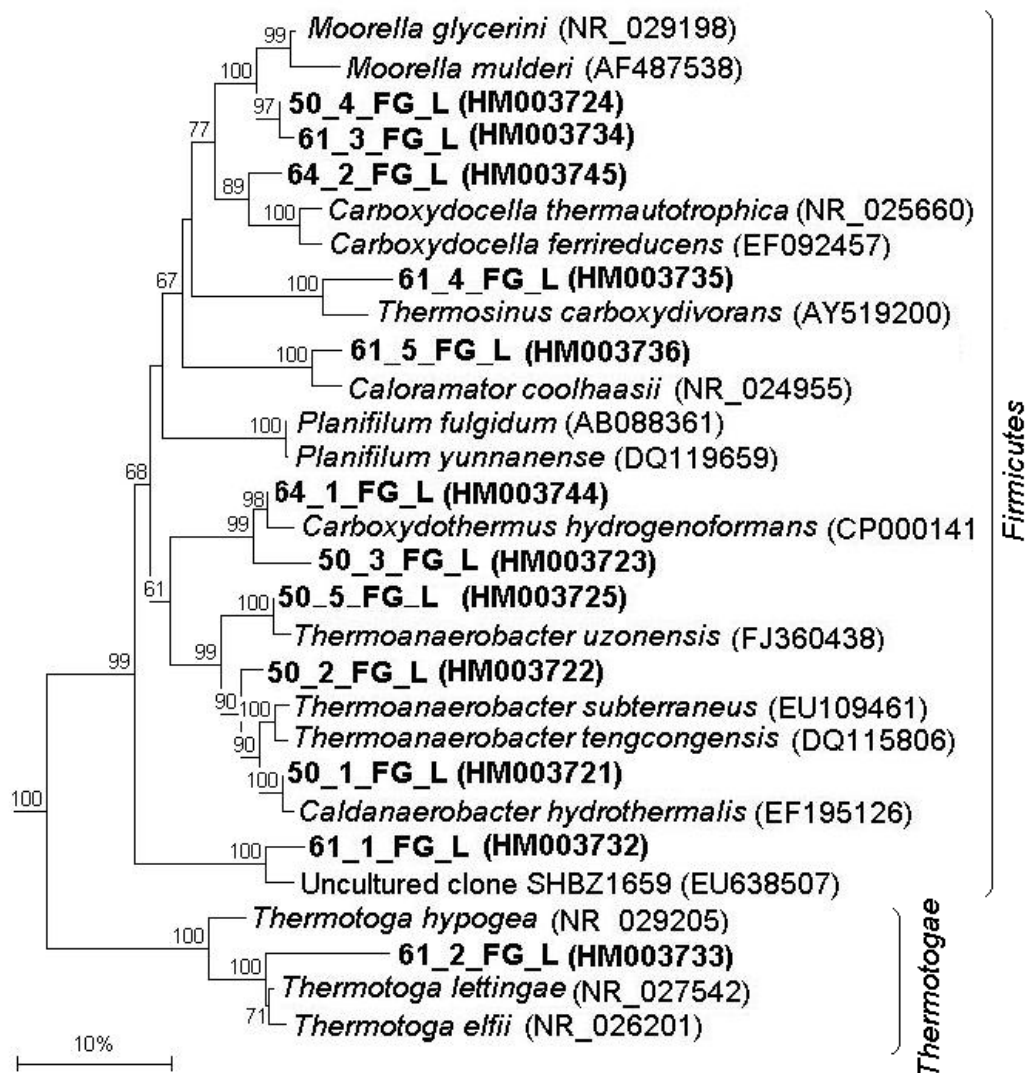 99 Moorella glycerini (NR_029198)
Moorella mulderi (AF487538)
100
50_4_FG_L (HM003724)
97
61_3_FG_L (HM003734)
77
64_2_FG_L (HM003745)
89
Carboxydocella thermautotrophica (NR_025660)
100
Carboxydocella ferrireducens (EF092457)
61_4_FG_L (HM003735)
100
67
Thermosinus carboxydivorans (AY519200)
61_5_FG_L (HM003736)
100
Caloramator coolhaasii (NR_024955)
Planifilum fulgidum (AB088361)
100
Planifilum yunnanense (DQ119659)
68
64_1_FG_L (HM003744)
98
Carboxydothermus hydrogenoformans (CP000141
99
50_3_FG_L (HM003723)
61
50_5_FG_L (HM003725)
100
Thermoanaerobacter uzonensis (FJ360438)
99
99
50_2_FG_L (HM003722)
90
100 Thermoanaerobacter subterraneus (EU109461)
Thermoanaerobacter tengcongensis (DQ115806)
90
50_1_FG_L (HM003721)
100
Caldanaerobacter hydrothermalis (EF195126)
100
61_1_FG_L (HM003732)
100
Uncultured clone SHBZ1659 (EU638507)
Firmicutes
Thermotoga hypogea (NR_029205)
100
61_2_FG_L (HM003733)
100
Thermotoga lettingae (NR_027542)
71
Thermotoga elfii (NR_026201)
Thermotogae
10%